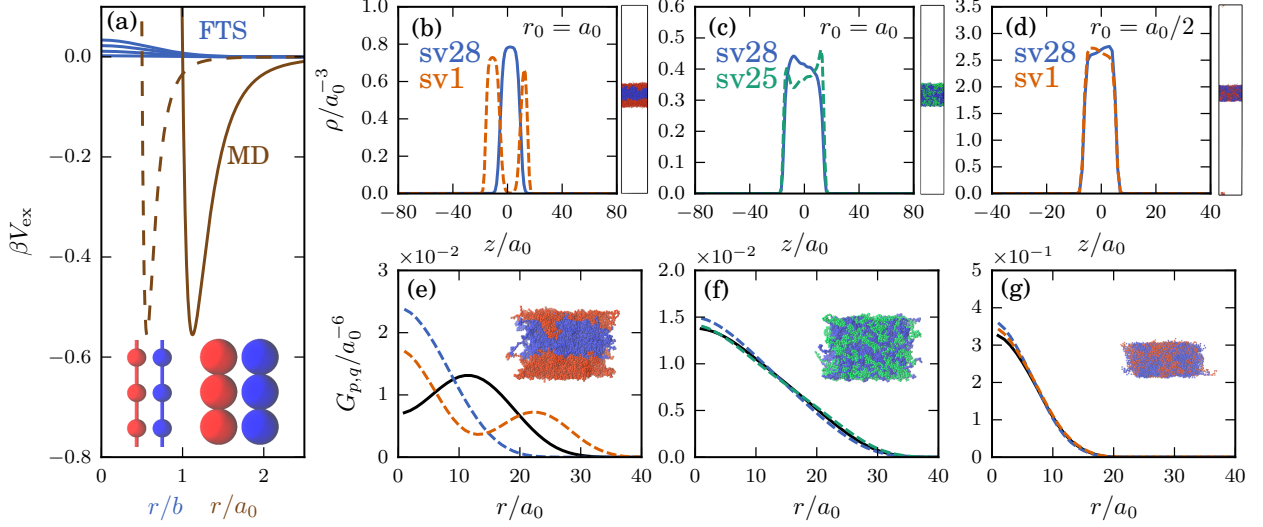 (a)
FTS
MD
βV_ex
0.0
−0.2
−0.4
−0.6
−0.8
0
1
2
r/b
r/a_0
(b)
r_0 = a_0
sv28
sv1
ρ/a_0^{−3}
1.0
0.8
0.6
0.4
0.2
0.0
−80
−40
0
40
80
z/a_0
(c)
r_0 = a_0
sv28
sv25
0.6
0.5
0.4
0.3
0.2
0.1
0.0
−80
−40
0
40
80
z/a_0
(d)
r_0 = a_0/2
sv28
sv1
3.5
3.0
2.5
2.0
1.5
1.0
0.5
0.0
−40
−20
0
20
40
z/a_0
×10^{−2}
(e)
G_{p,q}/a_0^{−6}
3
2
1
0
0
10
20
30
40
r/a_0
×10^{−2}
(f)
2.0
1.5
1.0
0.5
0.0
0
10
20
30
40
r/a_0
×10^{−1}
(g)
5
4
3
2
1
0
0
10
20
30
40
r/a_0